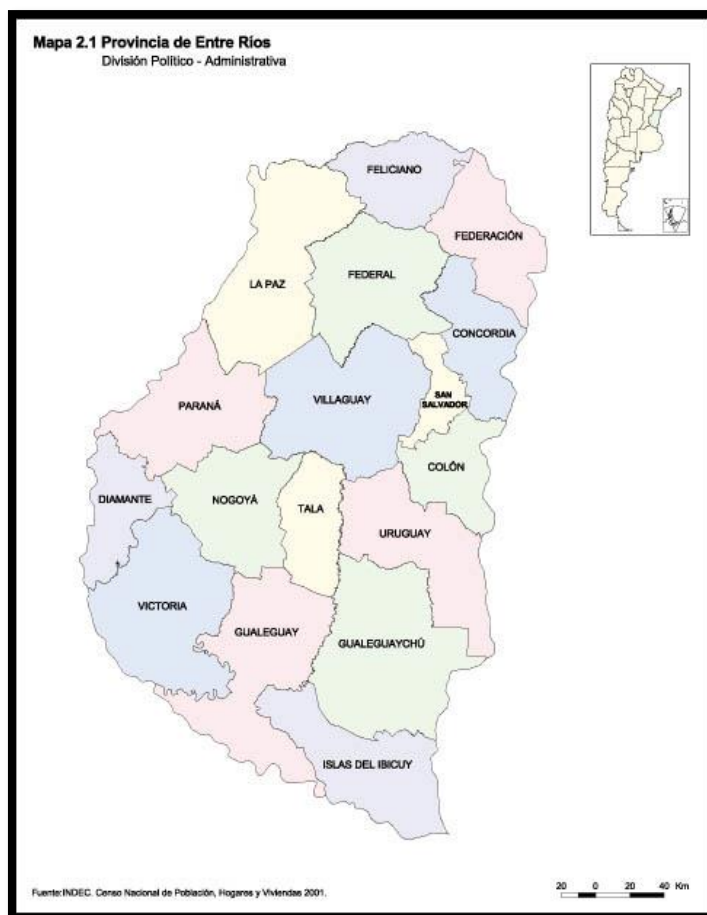 Mapa 2.1 Provincia de Entre Ríos
División Político - Administrativa
FELICIANO
FEDERACIÓN
LA PAZ
FEDERAL
CONCORDIA
PARANÁ
VILLAGUAY
SAN
SALVADOR
COLÓN
DIAMANTE
NOGOYÁ
TALA
URUGUAY
VICTORIA
GUALEGUAY
GUALEGUAYCHÚ
ISLAS DEL IBICUY
Fuente:INDEC. Censo Nacional de Población, Hogares y Viviendas 2001.
20 0 20 40 Km